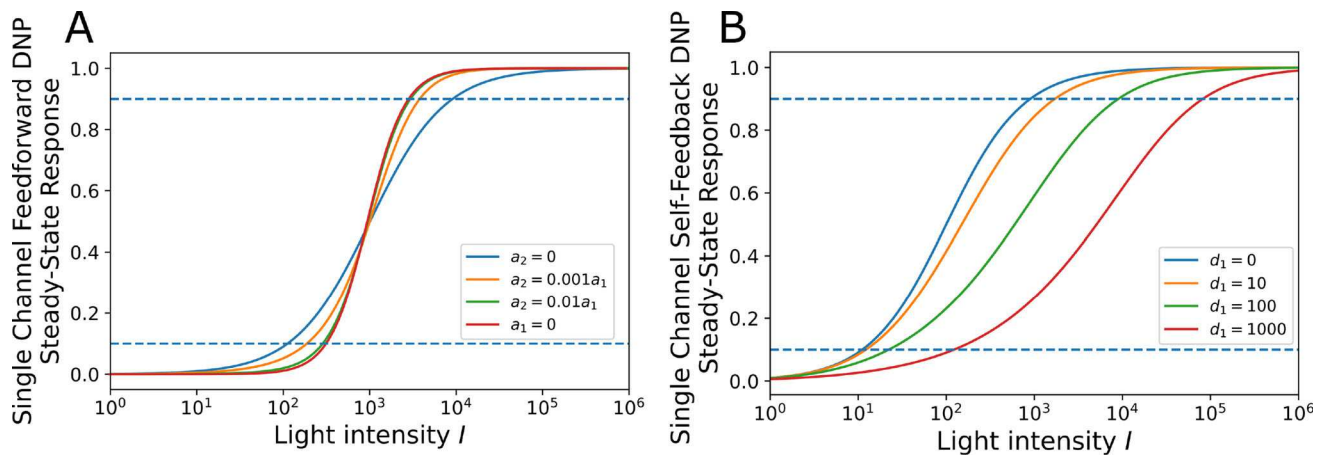 A
Single Channel Feedforward DNP
Steady-State Response
1.0
0.8
0.6
0.4
0.2
0.0
a₂ = 0
a₂ = 0.001a₁
a₂ = 0.01a₁
a₁ = 0
10⁰ 10¹ 10² 10³ 10⁴ 10⁵ 10⁶
Light intensity I
B
Single Channel Self-Feedback DNP
Steady-State Response
1.0
0.8
0.6
0.4
0.2
0.0
d₁ = 0
d₁ = 10
d₁ = 100
d₁ = 1000
10⁰ 10¹ 10² 10³ 10⁴ 10⁵ 10⁶
Light intensity I